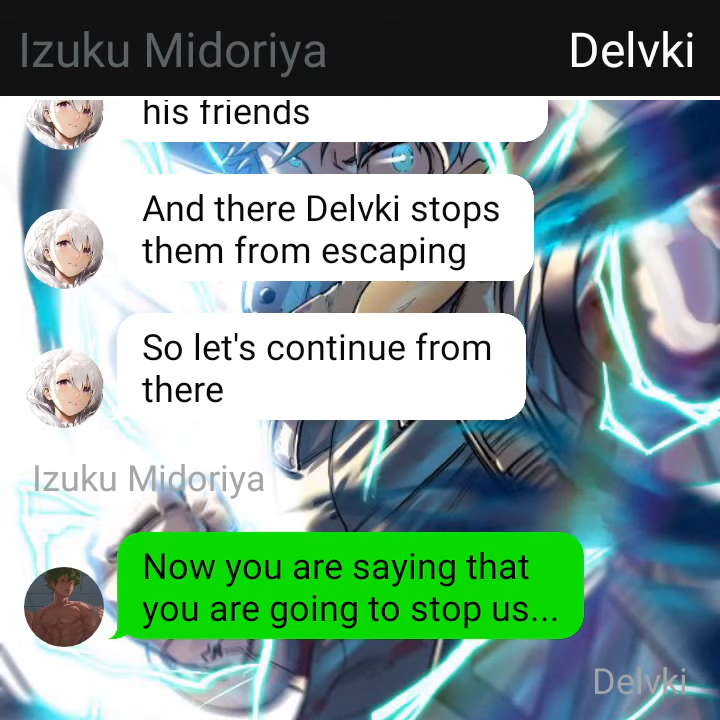 Izuku Midoriya Delvki
his friends
And there Delvki stops
them from escaping
So let's continue from
there
Izuku Midoriya
Now you are saying that
you are going to stop us...
Delvki